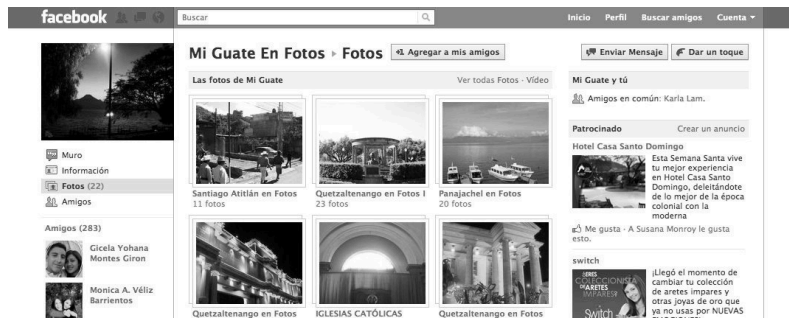 facebook
Buscar
Inicio Perfil Buscar amigos Cuenta
Mi Guate En Fotos ▸ Fotos
+1 Agregar a mis amigos
Enviar Mensaje
Dar un toque
Muro
Información
Fotos (22)
Amigos
Amigos (283)
Gicela Yohana
Montes Giron
Monica A. Véliz
Barrientos
Las fotos de Mi Guate
Ver todas Fotos · Vídeo
Santiago Atitlán en Fotos
11 fotos
Quetzaltenango en Fotos I
23 fotos
Panajachel en Fotos
20 fotos
Quetzaltenango en Fotos
IGLESIAS CATÓLICAS
Quetzaltenango en Fotos
Mi Guate y tú
Amigos en común: Karla Lam.
Patrocinado
Crear un anuncio
Hotel Casa Santo Domingo
Esta Semana Santa vive
tu mejor experiencia
en Hotel Casa Santo
Domingo, deleitándote
de lo mejor de la época
colonial con la
moderna
Me gusta · A Susana Monroy le gusta
esto.
switch
COLECCIONISTA
DE ARETES
IMPARES?
Switch
¡Llegó el momento de
cambiar tu colección
de aretes impares y
otras joyas de oro que
ya no usas por NUEVAS